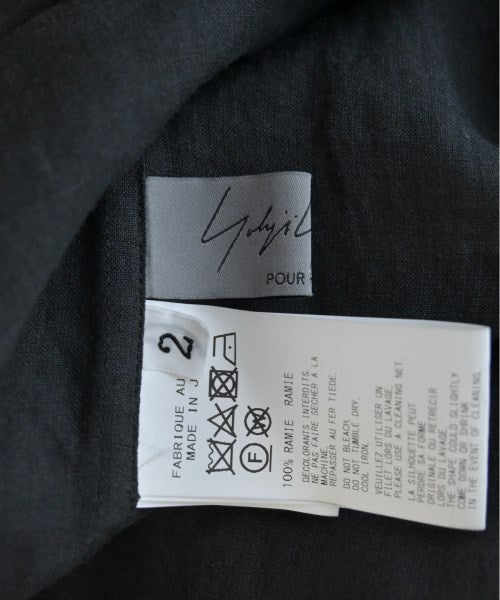 Yohji
POUR
2
FABRIQUE AU
MADE IN J
F
W
100% RAMIE RAMIE
DECOLORANTS INTERDITS.
NE PAS FAIRE SECHER A LA
MACHINE.
REPASSER AU FER TIEDE.
DO NOT BLEACH.
DO NOT TUMBLE DRY.
COOL IRON.
VEUILLEZ UTILISER UN
FILET LORS DU LAVAGE.
PLEASE USE A CLEANING NET.
LA SILHOUETTE PEUT
PERDRE SA FORME
ORIGINALE OU RETRECIR
LORS DU LAVAGE.
THE SHAPE COULD SLIGHTLY
COME DOWN OR SHRINK
IN THE EVENT OF CLEANING.